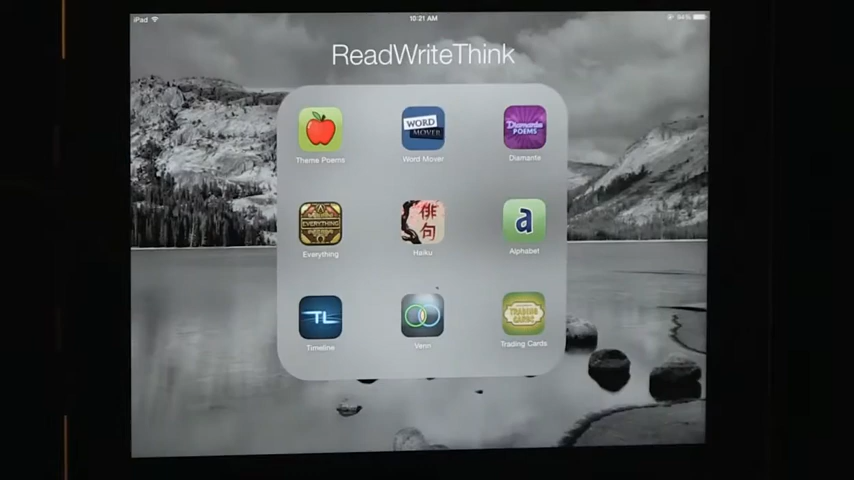 iPad 10:21 AM 94%
ReadWriteThink
WORD
MOVER
Diamante
POEMS
Theme Poems Word Mover Diamante
EVERYTHING
俳
句
a
Everything Haiku Alphabet
TL
TRADING
CARDS
Timeline Venn Trading Cards